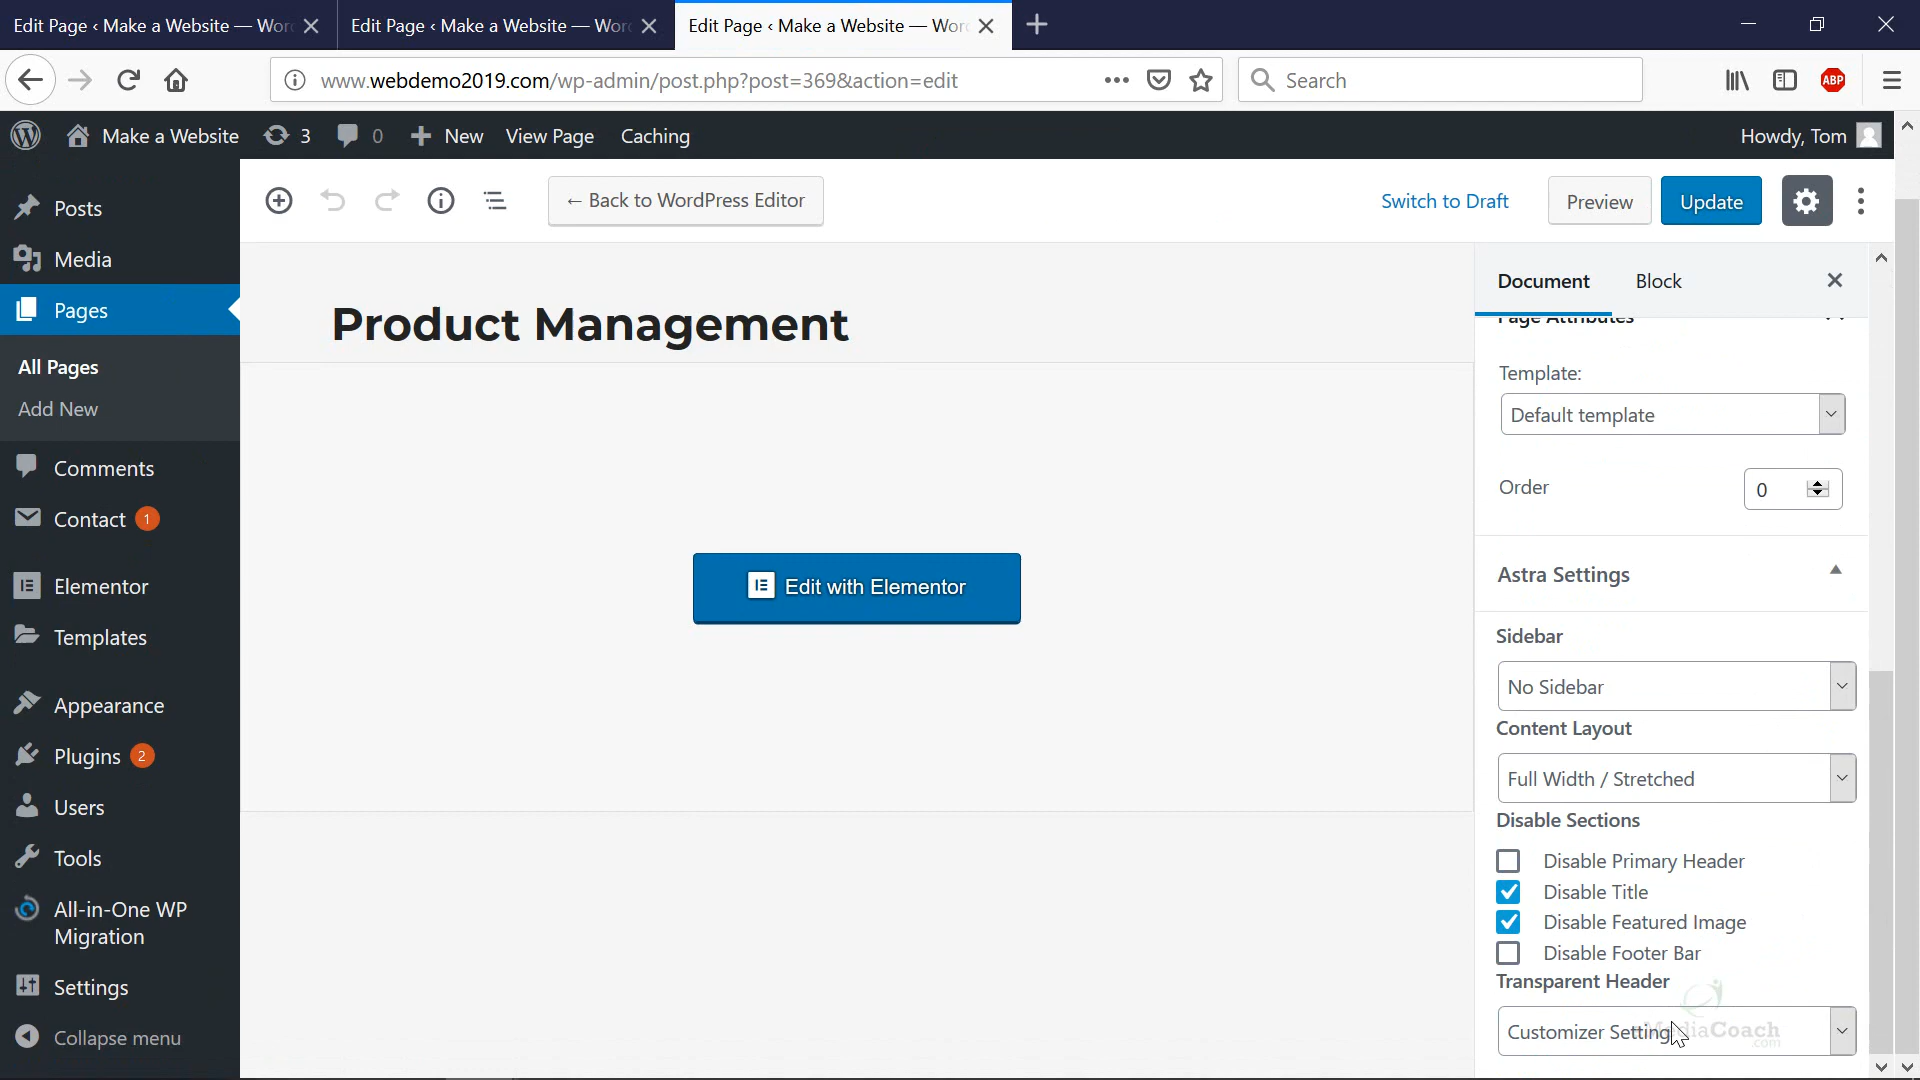 Edit Page ‹ Make a Website — Wor
Edit Page ‹ Make a Website — Wor
Edit Page ‹ Make a Website — Wor
www.webdemo2019.com/wp-admin/post.php?post=369&action=edit
Search
ABP
Make a Website
3
0
New
View Page
Caching
Howdy, Tom
Posts
Media
Pages
All Pages
Add New
Comments
Contact 1
Elementor
Templates
Appearance
Plugins 2
Users
Tools
All-in-One WP
Migration
Settings
Collapse menu
← Back to WordPress Editor
Switch to Draft
Preview
Update
Product Management
Edit with Elementor
Document
Block
Page Attributes
Template:
Default template
Order
0
Astra Settings
Sidebar
No Sidebar
Content Layout
Full Width / Stretched
Disable Sections
Disable Primary Header
Disable Title
Disable Featured Image
Disable Footer Bar
Transparent Header
Customizer Setting
diaCoach
.com